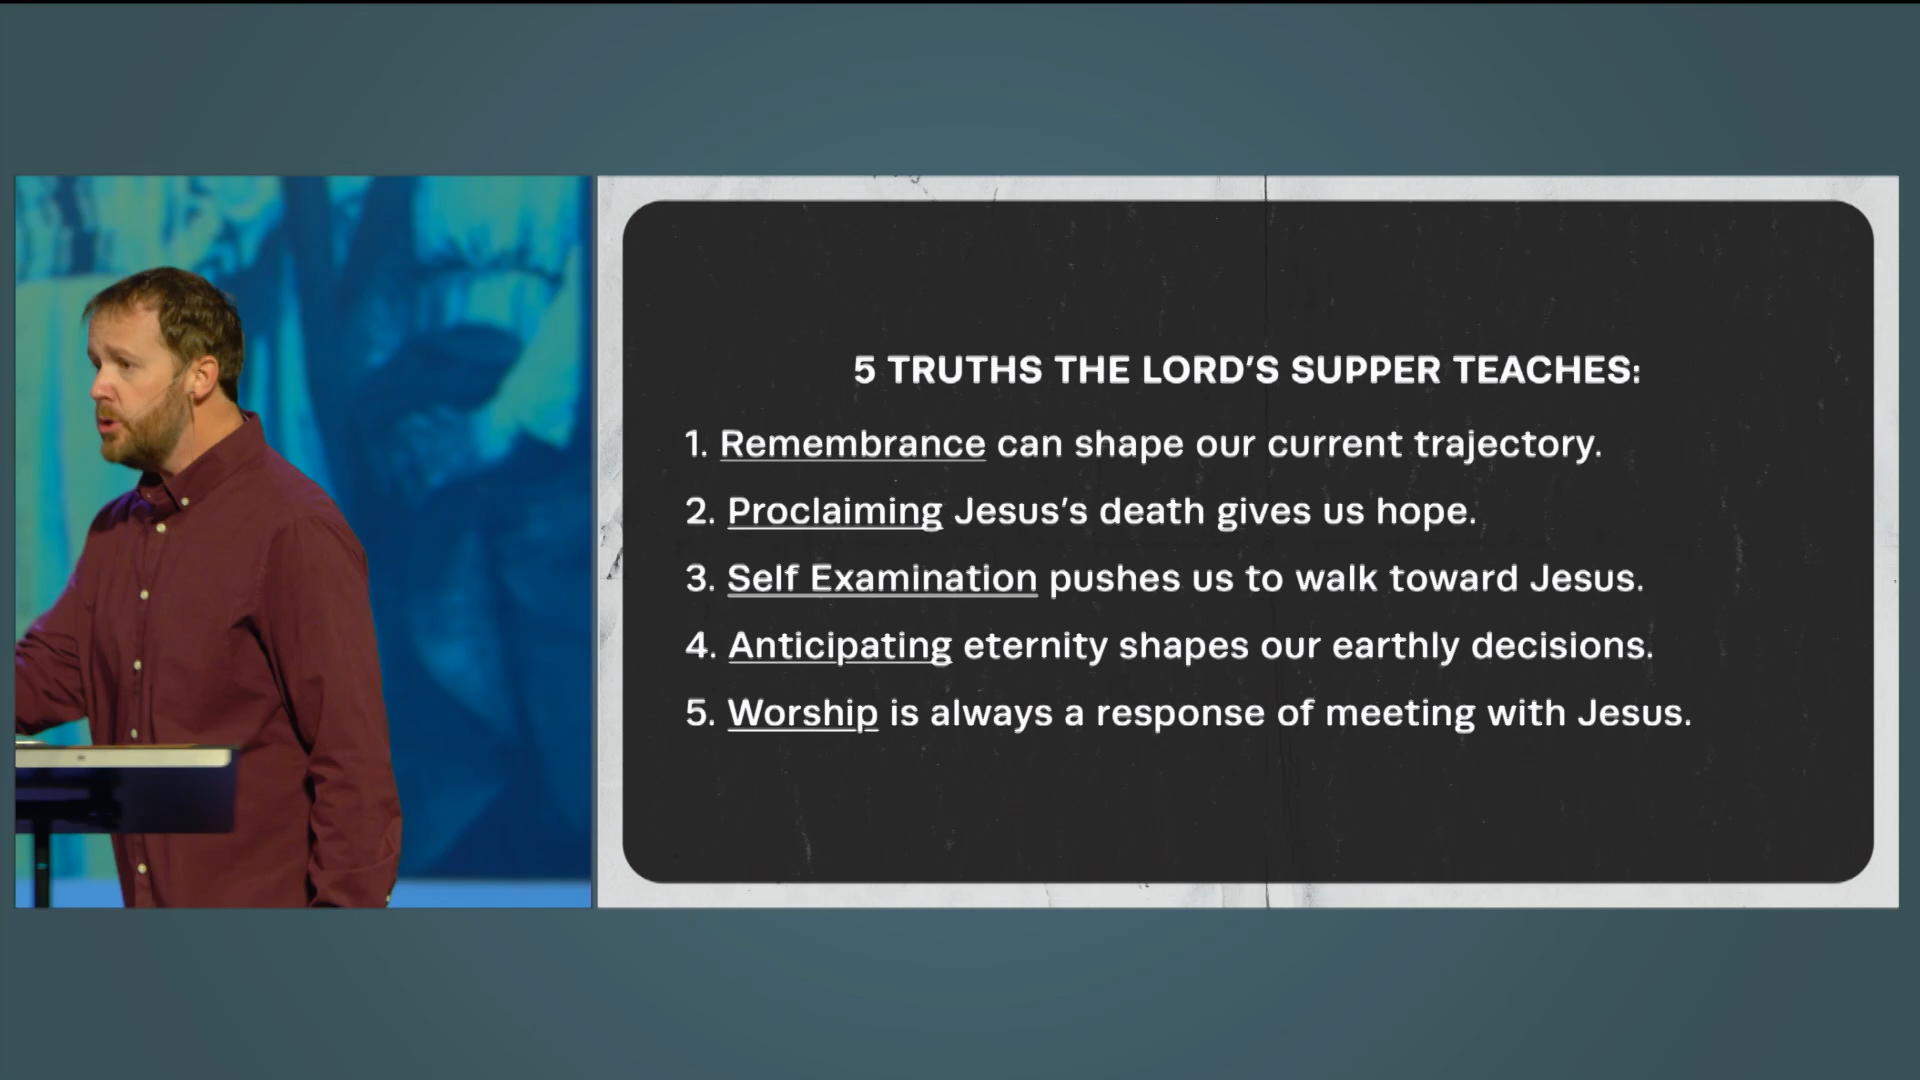 5 TRUTHS THE LORD'S SUPPER TEACHES:
1. Remembrance can shape our current trajectory.
2. Proclaiming Jesus's death gives us hope.
3. Self Examination pushes us to walk toward Jesus.
4. Anticipating eternity shapes our earthly decisions.
5. Worship is always a response of meeting with Jesus.